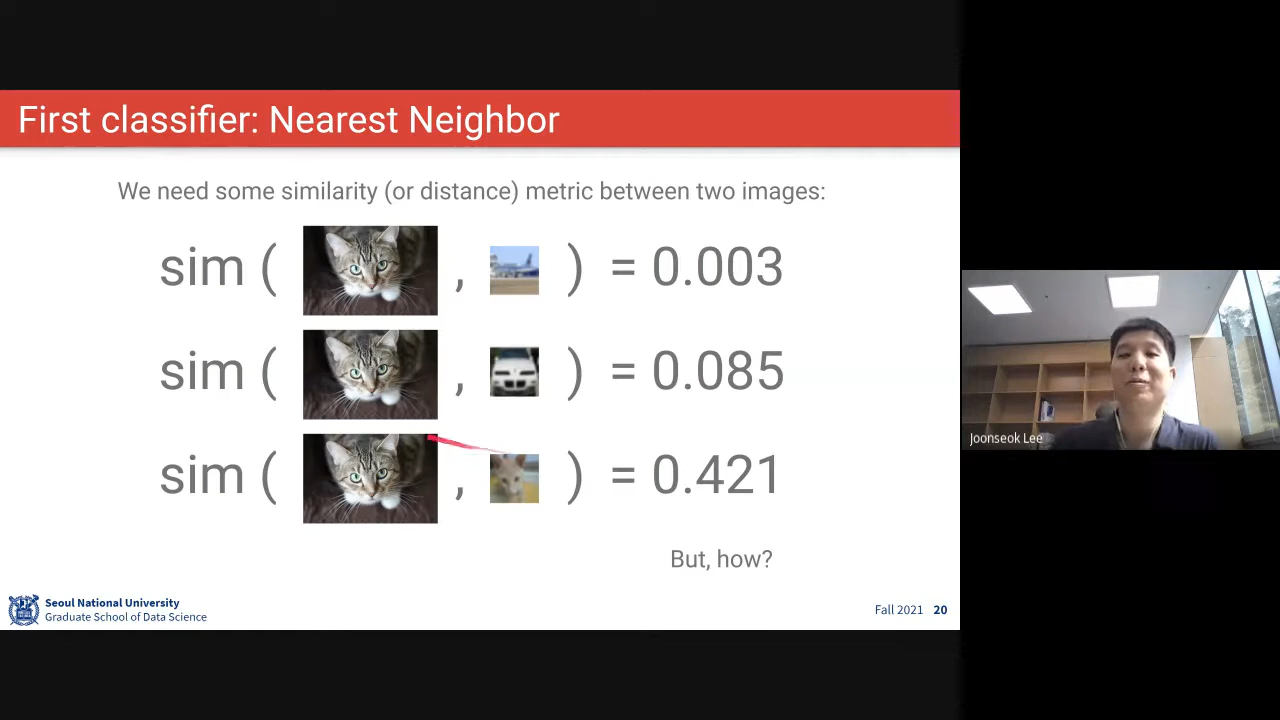 First classifier: Nearest Neighbor
We need some similarity (or distance) metric between two images:
sim ( , ) = 0.003
sim ( , ) = 0.085
sim ( , ) = 0.421
But, how?
Seoul National University
Graduate School of Data Science
Fall 2021 20
Joonseok Lee